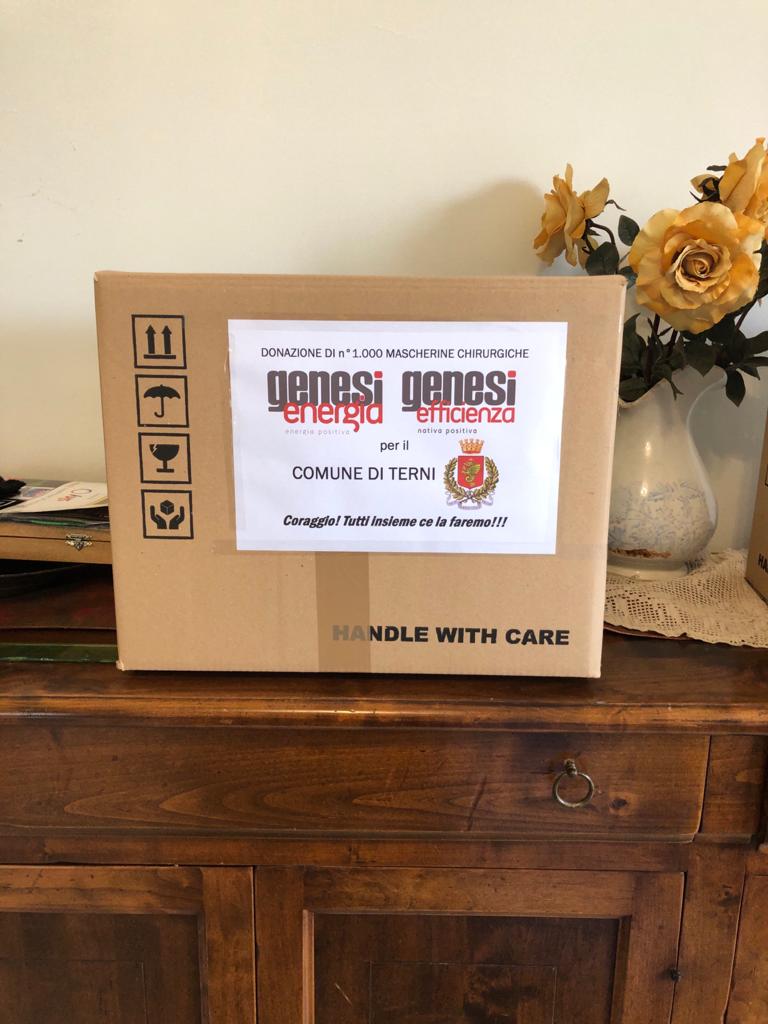 DONAZIONE DI n° 1.000 MASCHERINE CHIRURGICHE
genesi energia
energia positiva
genesi efficienza
nativa positiva
per il
COMUNE DI TERNI
Coraggio! Tutti insieme ce la faremo!!!
HANDLE WITH CARE
HA